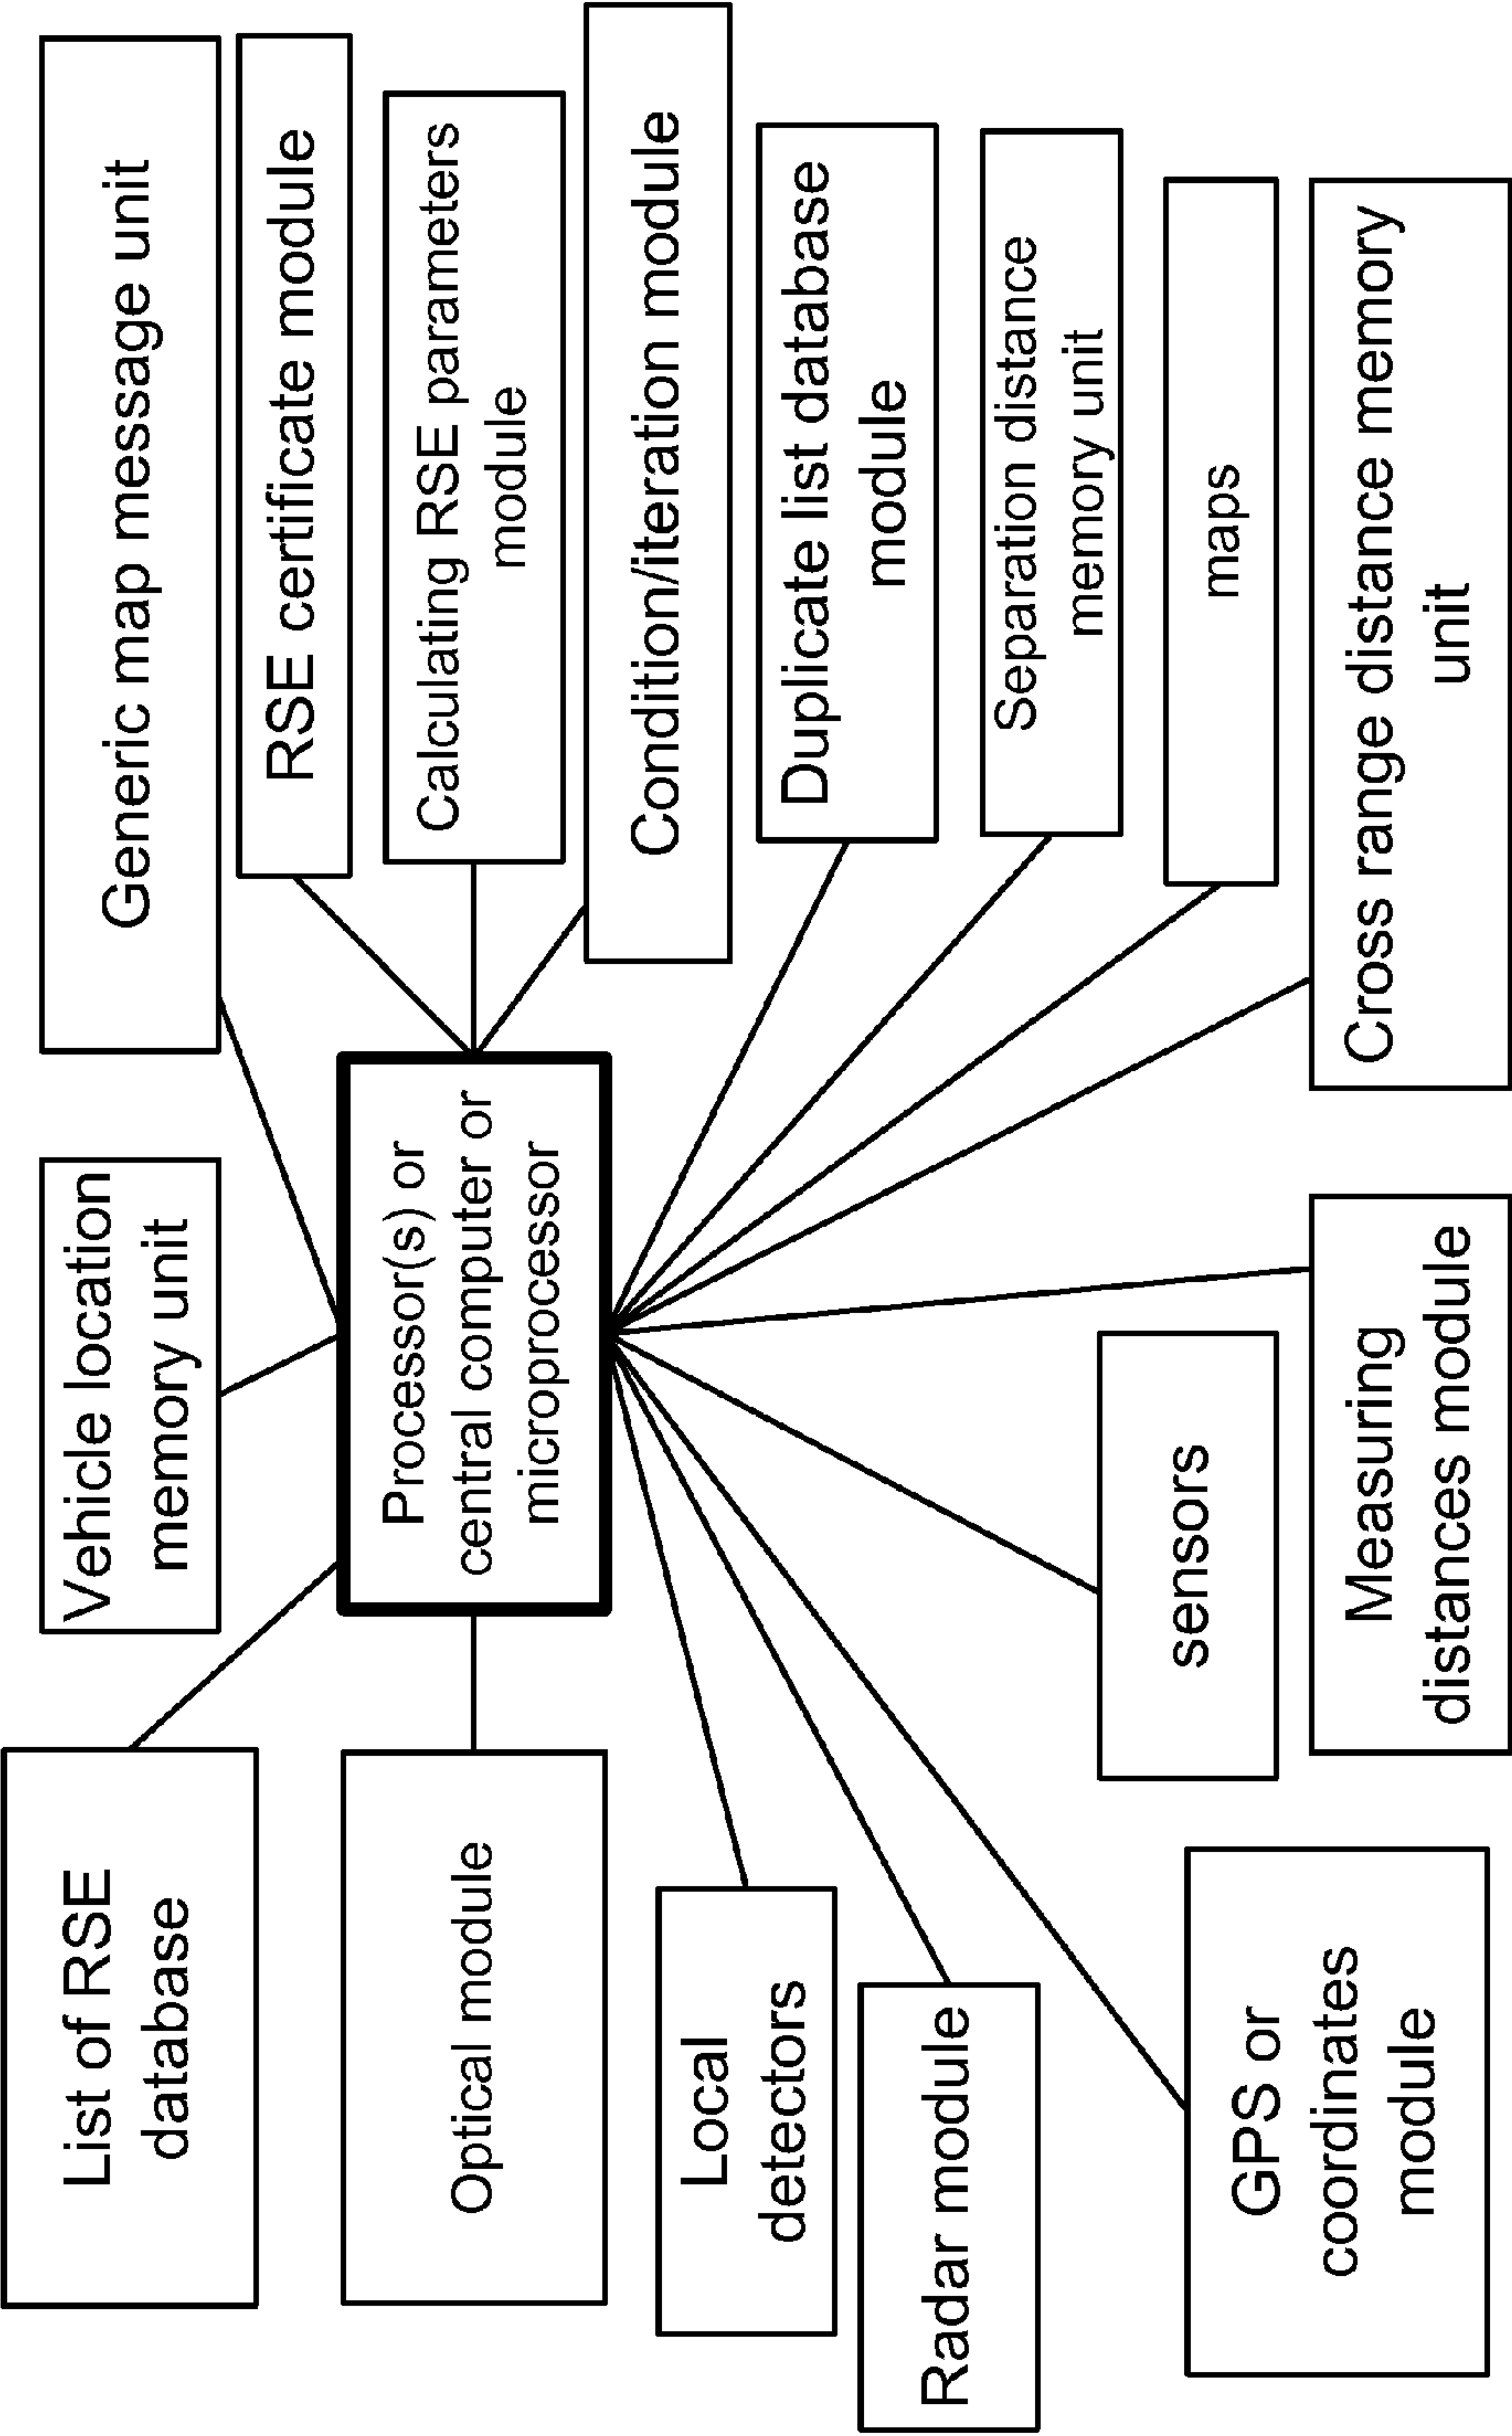 List of RSE
database
Vehicle location
memory unit
Generic map message unit
RSE certificate module
Optical module
Processor(s) or
central computer or
microprocessor
Calculating RSE parameters
module
Condition/iteration module
Local
detectors
Duplicate list database
module
Radar module
Separation distance
memory unit
sensors
maps
GPS or
coordinates
module
Measuring
distances module
Cross range distance memory
unit